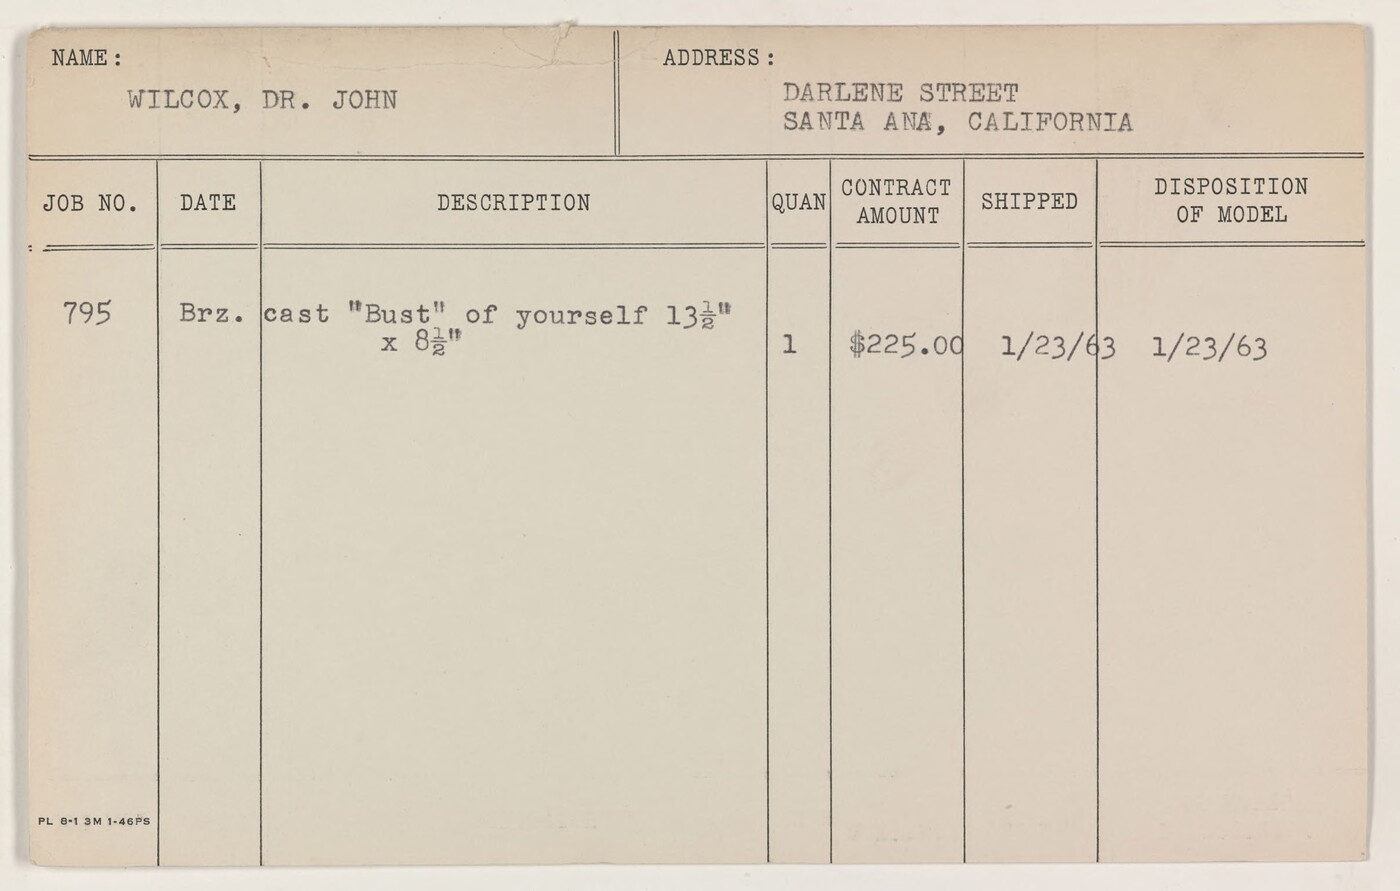 NAME: ADDRESS:
WILCOX, DR. JOHN
DARLENE STREET
SANTA ANA, CALIFORNIA
JOB NO. DATE DESCRIPTION QUAN CONTRACT AMOUNT SHIPPED DISPOSITION OF MODEL
795 Brz. cast "Bust" of yourself 13½"
x 8½" 1 $225.00 1/23/63 1/23/63
PL 8-1 3M 1-46PS